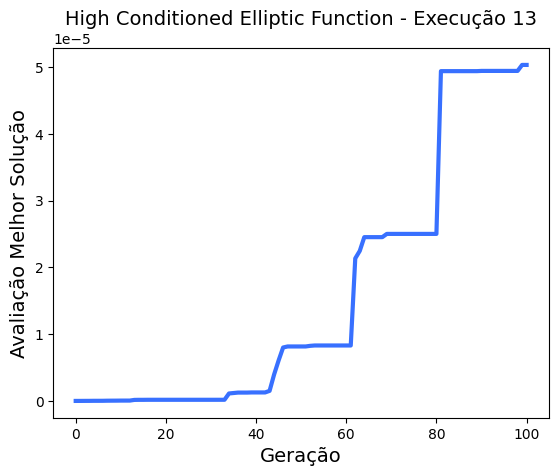 High Conditioned Elliptic Function - Execução 13
1e−5
5
4
3
2
1
0
0 20 40 60 80 100
Geração
Avaliação Melhor Solução